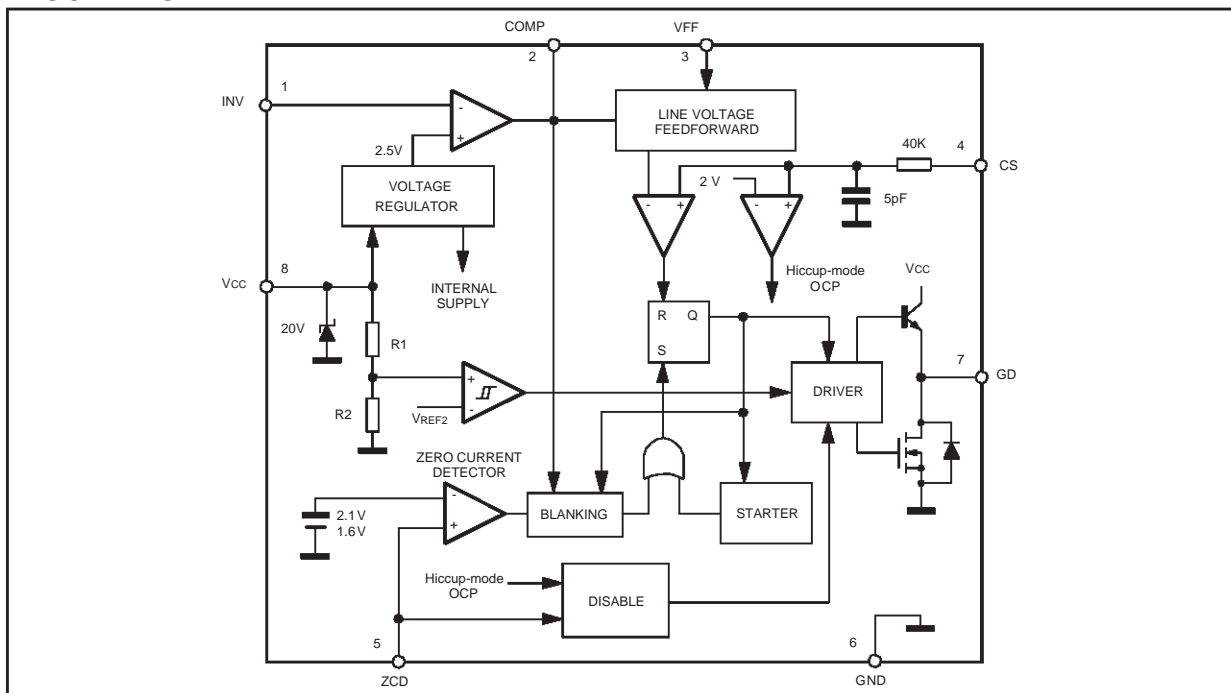 COMP
VFF
2
3
1
INV
LINE VOLTAGE
FEEDFORWARD
-
+
2.5V
40K
4
CS
VOLTAGE
REGULATOR
2 V
-
+
-
+
5pF
8
VCC
INTERNAL
SUPPLY
Hiccup-mode
OCP
VCC
R
Q
S
20V
R1
7
GD
+
-
DRIVER
R2
VREF2
ZERO CURRENT
DETECTOR
-
+
2.1V
1.6V
BLANKING
STARTER
Hiccup-mode
OCP
DISABLE
5
6
ZCD
GND